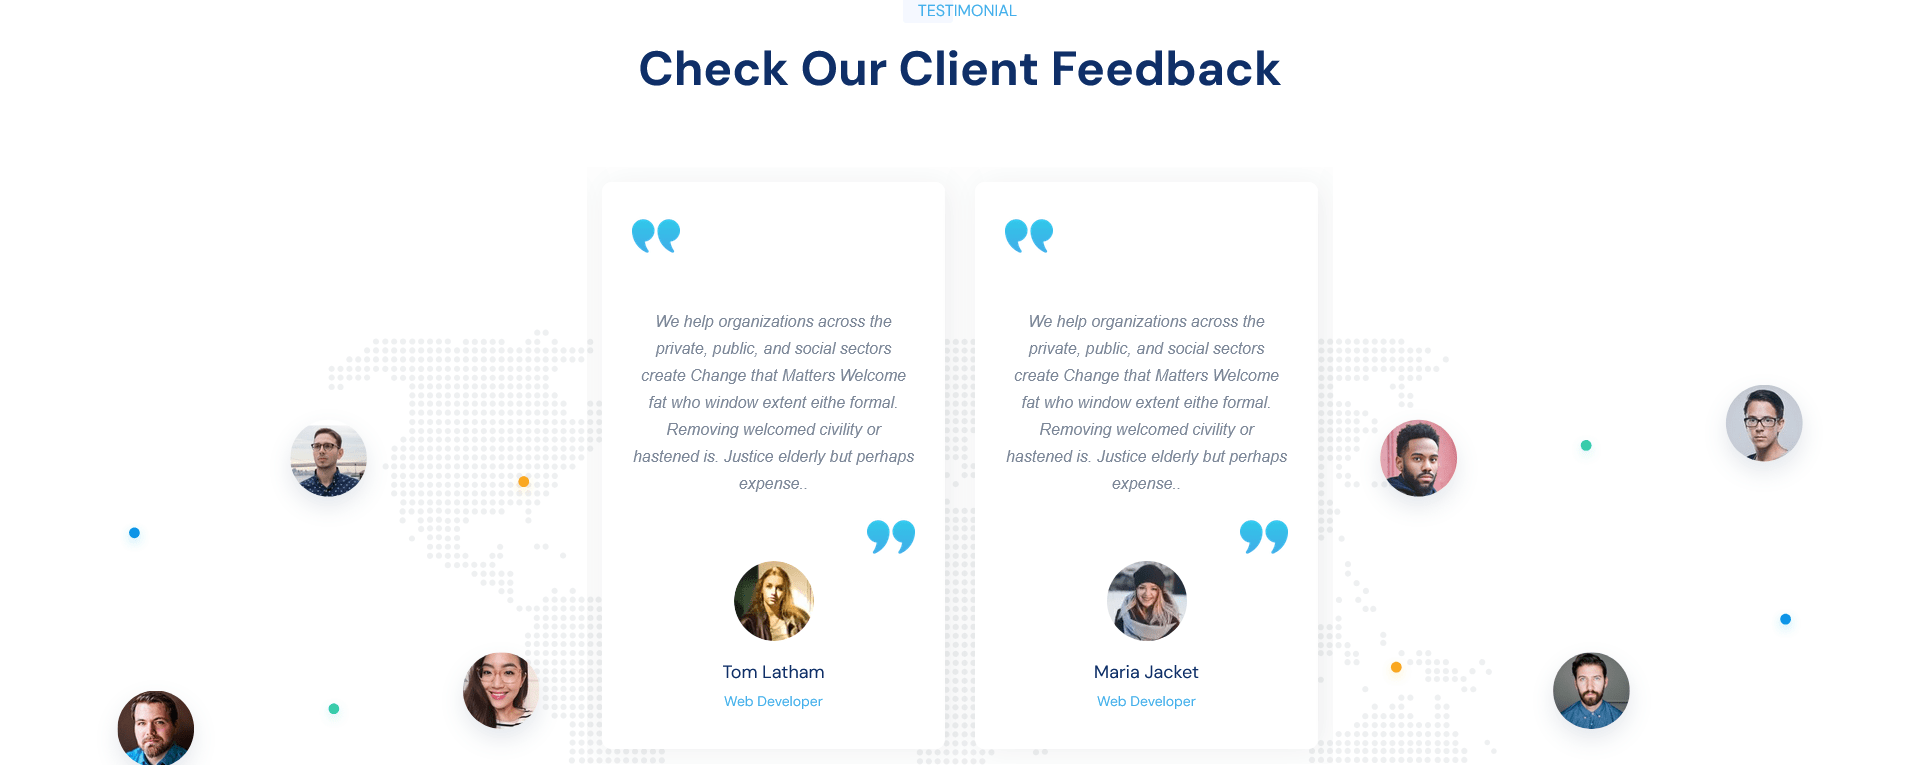 TESTIMONIAL
Check Our Client Feedback
We help organizations across the
private, public, and social sectors
create Change that Matters Welcome
fat who window extent eithe formal.
Removing welcomed civility or
hastened is. Justice elderly but perhaps
expense..
Tom Latham
Web Developer
We help organizations across the
private, public, and social sectors
create Change that Matters Welcome
fat who window extent eithe formal.
Removing welcomed civility or
hastened is. Justice elderly but perhaps
expense..
Maria Jacket
Web Developer